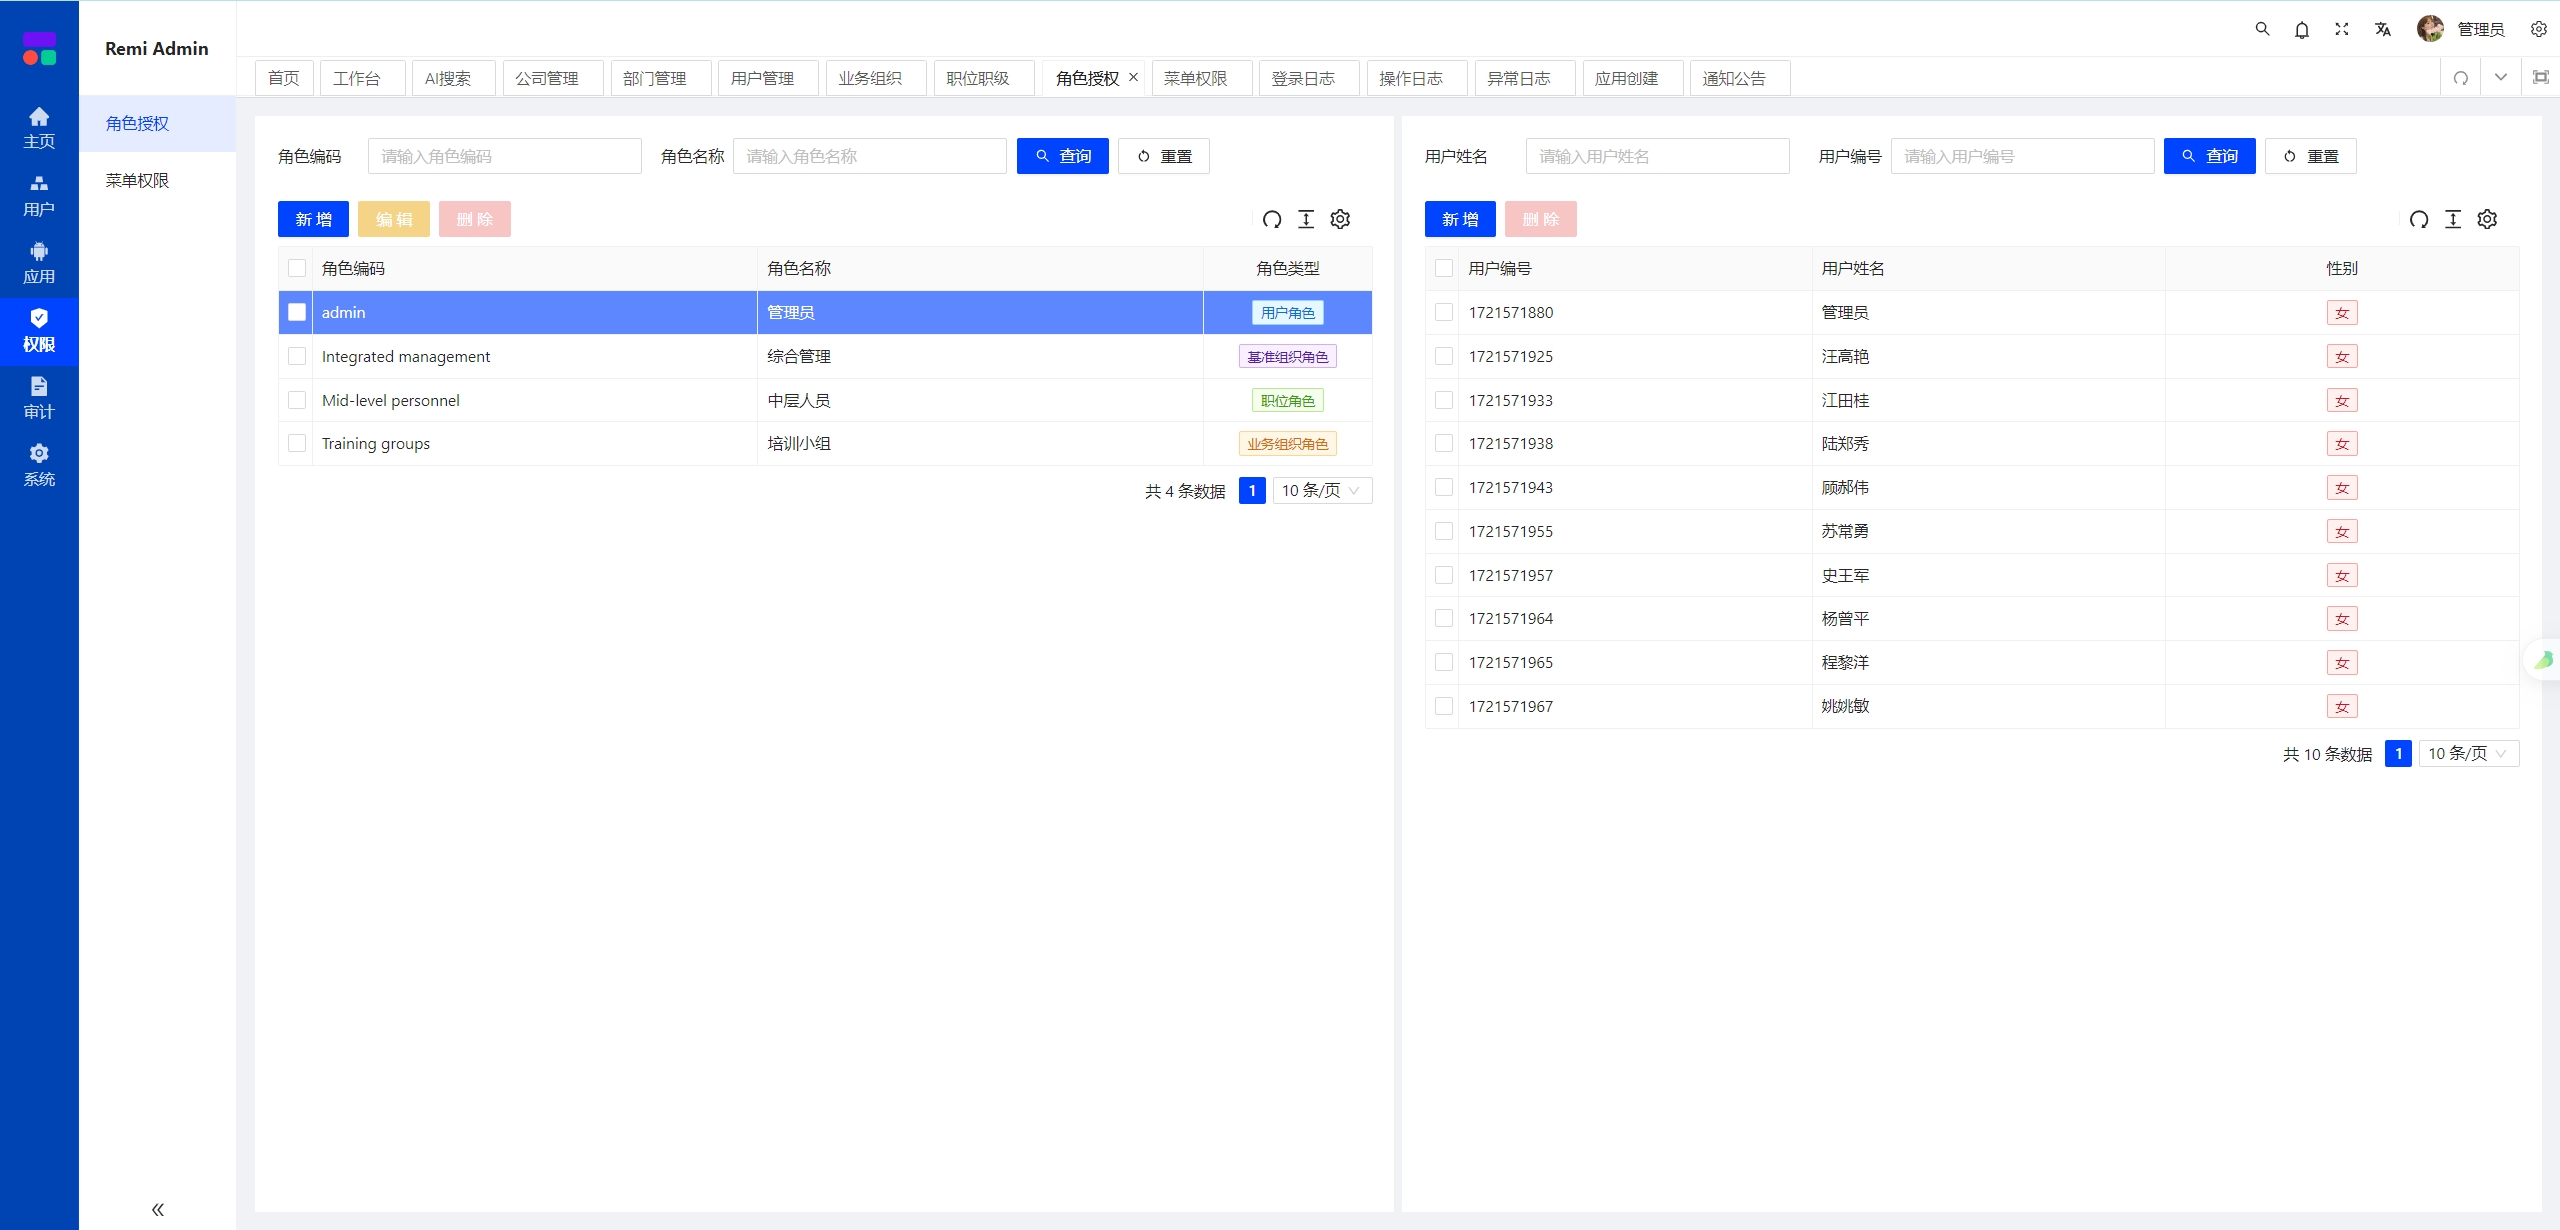 Remi Admin
管理员
首页 工作台 AI搜索 公司管理 部门管理 用户管理 业务组织 职位职级 角色授权 菜单权限 登录日志 操作日志 异常日志 应用创建 通知公告
主页
用户
应用
权限
审计
系统
角色授权
菜单权限
角色编码 请输入角色编码 角色名称 请输入角色名称 查询 重置
新 增 编 辑 删 除
角色编码 角色名称 角色类型
admin 管理员 用户角色
Integrated management 综合管理 基准组织角色
Mid-level personnel 中层人员 职位角色
Training groups 培训小组 业务组织角色
共 4 条数据 1 10 条/页
用户姓名 请输入用户姓名 用户编号 请输入用户编号 查询 重置
新 增 删 除
用户编号 用户姓名 性别
1721571880 管理员 女
1721571925 汪高艳 女
1721571933 江田桂 女
1721571938 陆郑秀 女
1721571943 顾郝伟 女
1721571955 苏常勇 女
1721571957 史王军 女
1721571964 杨曾平 女
1721571965 程黎洋 女
1721571967 姚姚敏 女
共 10 条数据 1 10 条/页